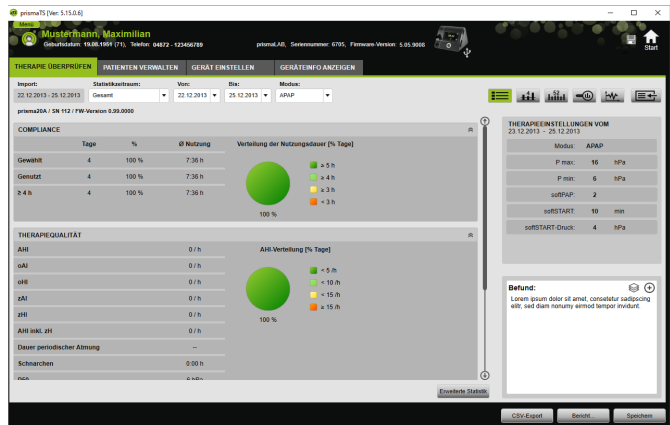 prismaTS [Ver: 5.15.0.6]
Menü
Mustermann, Maximilian
Geburtsdatum: 19.08.1951 (71), Telefon: 04872 - 123456789
prismaLAB, Seriennummer: 6705, Firmware-Version: 5.05.9008
Start
THERAPIE ÜBERPRÜFEN PATIENTEN VERWALTEN GERÄT EINSTELLEN GERÄTEINFO ANZEIGEN
Import: Statistikzeitraum: Von: Bis: Modus:
22.12.2013 - 25.12.2013 Gesamt 22.12.2013 25.12.2013 APAP
prisma20A / SN 112 / FW-Version 0.99.0000
COMPLIANCE
Tage % Ø Nutzung Verteilung der Nutzungsdauer [% Tage]
Gewählt 4 100 % 7:36 h
Genutzt 4 100 % 7:36 h
≥ 4 h 4 100 % 7:36 h
≥ 5 h
≥ 4 h
≥ 3 h
< 3 h
100 %
THERAPIEQUALITÄT
AHI 0 / h
oAI 0 / h
oHI 0 / h
zAI 0 / h
zHI 0 / h
AHI inkl. zH 0 / h
Dauer periodischer Atmung –
Schnarchen 0:00 h
AHI-Verteilung [% Tage]
< 5 /h
< 10 /h
< 15 /h
≥ 15 /h
100 %
Erweiterte Statistik
THERAPIEEINSTELLUNGEN VOM
23.12.2013 - 25.12.2013
Modus: APAP
P max: 16 hPa
P min: 6 hPa
softPAP: 2
softSTART: 10 min
softSTART-Druck: 4 hPa
Befund:
Lorem ipsum dolor sit amet, consetetur sadipscing
elitr, sed diam nonumy eirmod tempor invidunt.
CSV-Export Bericht... Speichern